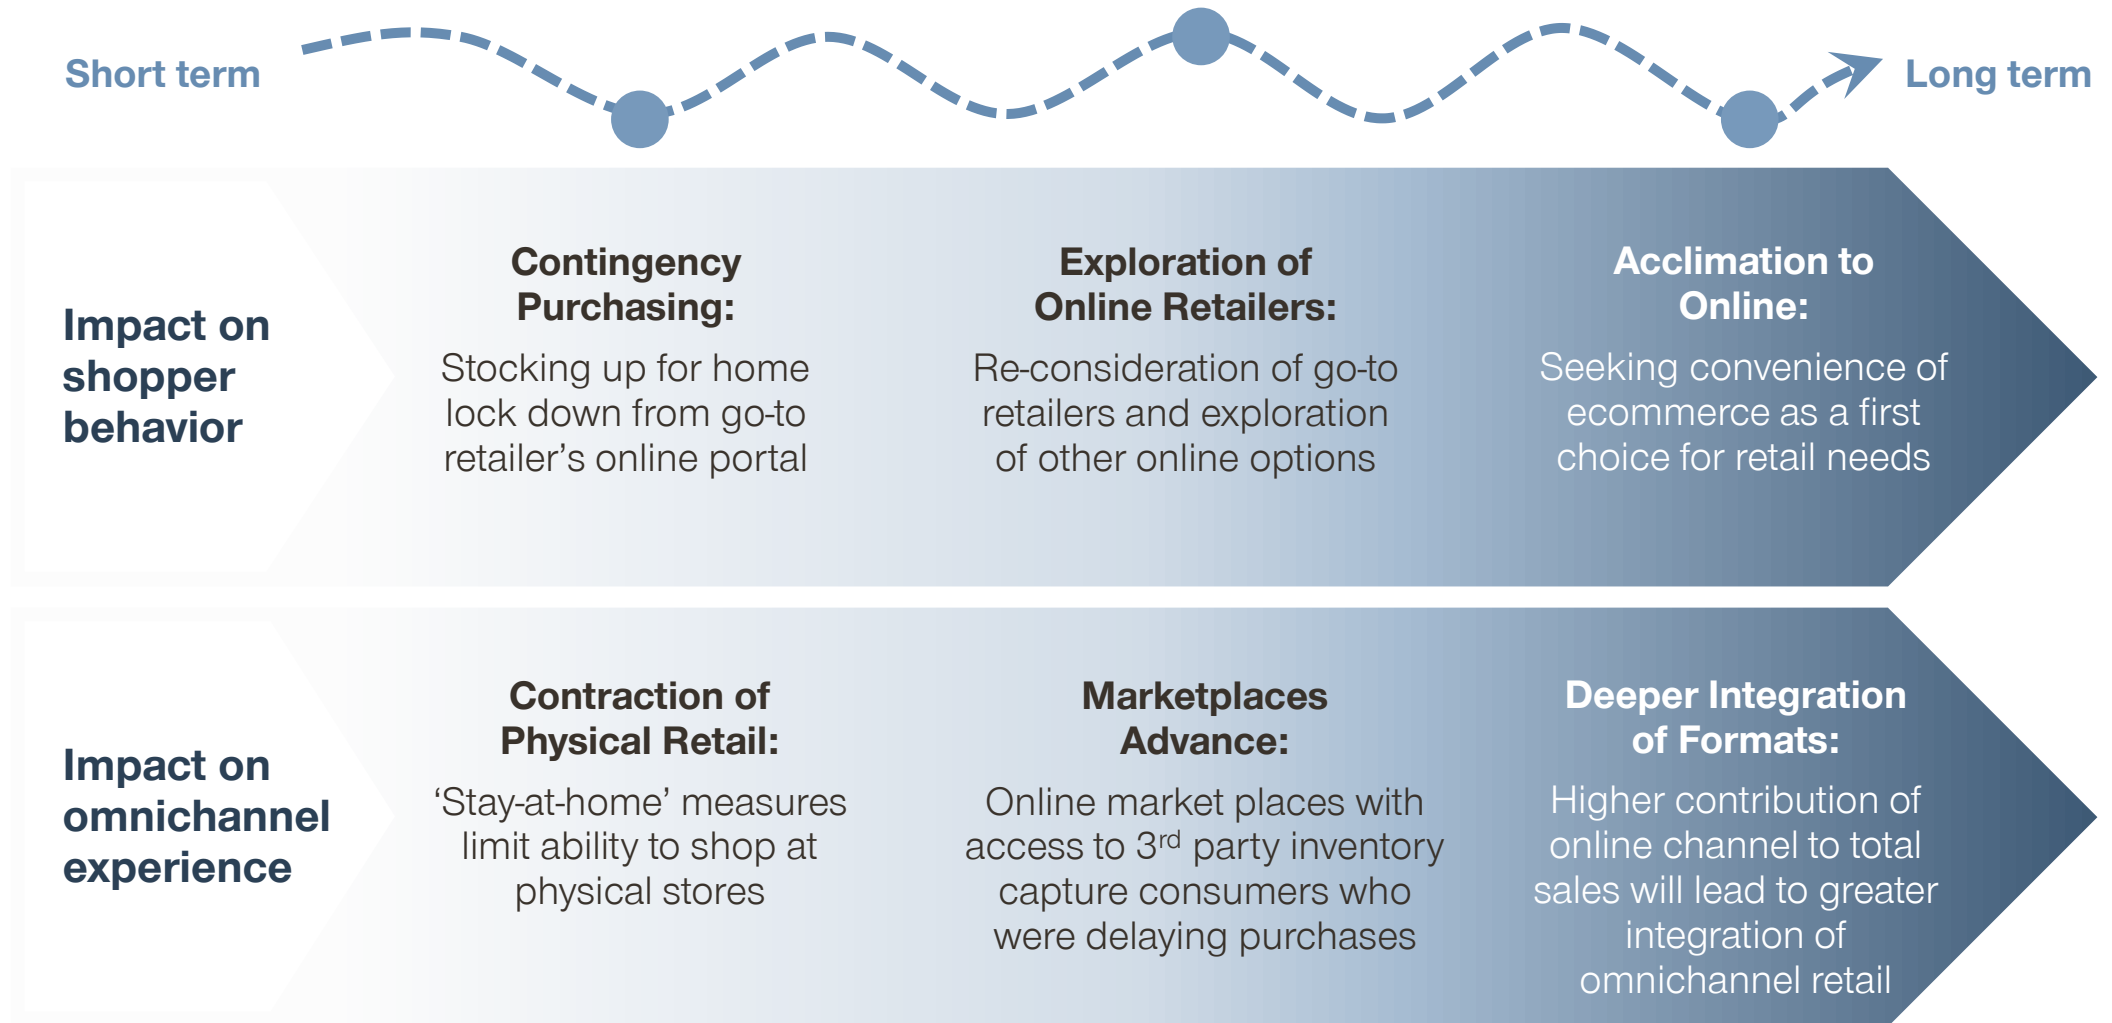 Short term
Long term
Impact on
shopper
behavior
Contingency
Purchasing:
Stocking up for home
lock down from go-to
retailer’s online portal
Exploration of
Online Retailers:
Re-consideration of go-to
retailers and exploration
of other online options
Acclimation to
Online:
Seeking convenience of
ecommerce as a first
choice for retail needs
Impact on
omnichannel
experience
Contraction of
Physical Retail:
‘Stay-at-home’ measures
limit ability to shop at
physical stores
Marketplaces
Advance:
Online market places with
access to 3rd party inventory
capture consumers who
were delaying purchases
Deeper Integration
of Formats:
Higher contribution of
online channel to total
sales will lead to greater
integration of
omnichannel retail